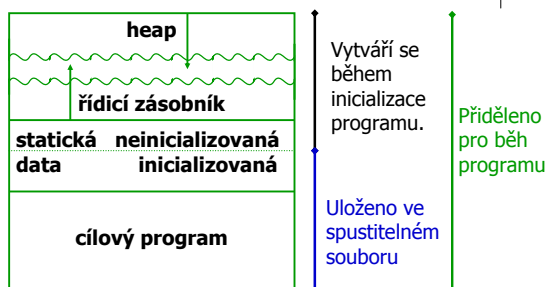 heap
řídicí zásobník
statická neinicializovaná
data inicializovaná
cílový program
Vytváří se
během
inicializace
programu.
Uloženo ve
spustitelném
souboru
Přiděleno
pro běh
programu